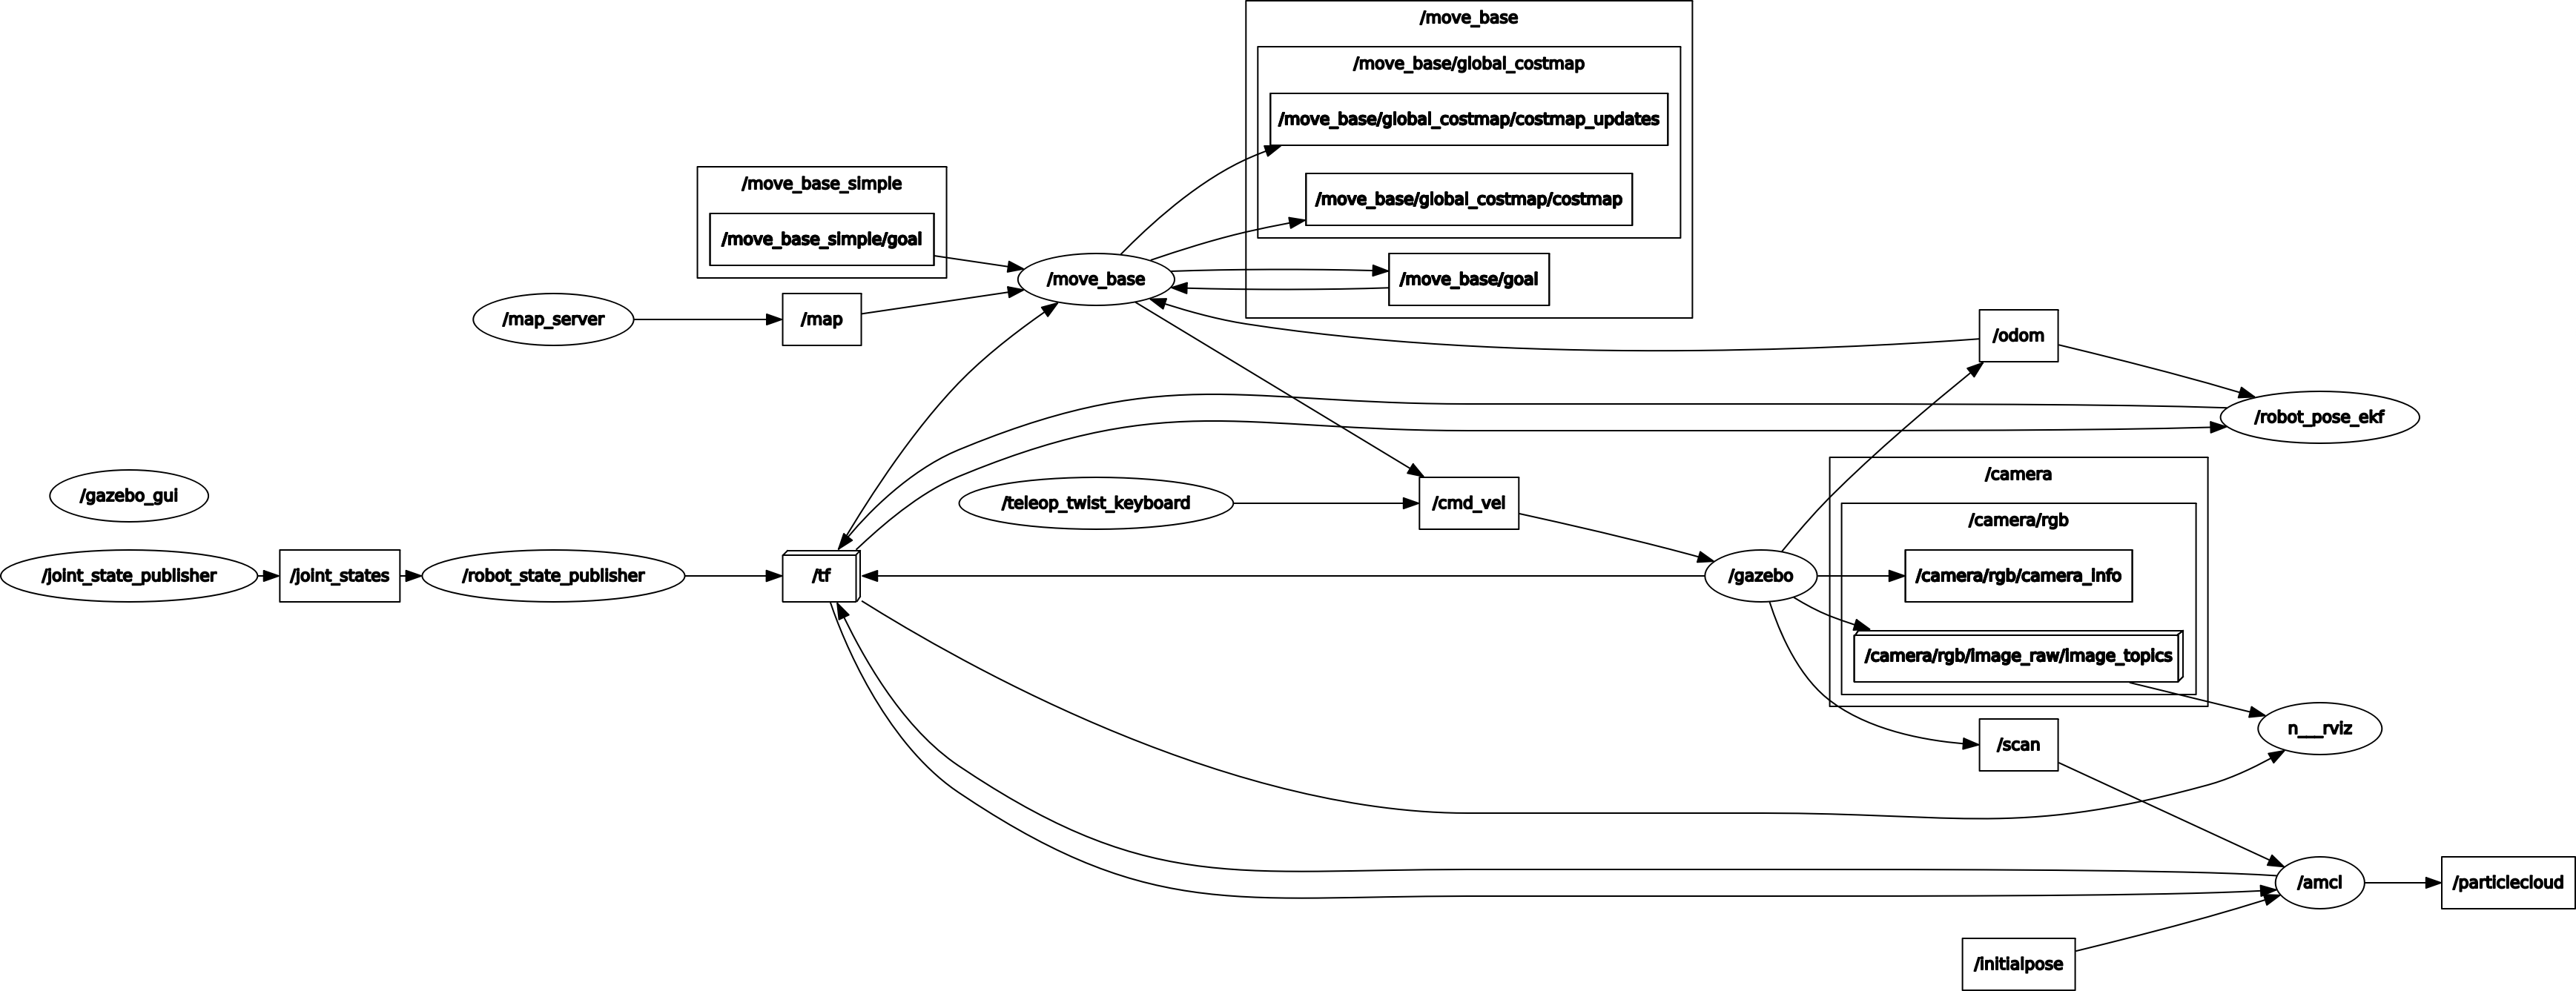 /move_base
/move_base/global_costmap
/move_base/global_costmap/costmap_updates
/move_base_simple
/move_base/global_costmap/costmap
/move_base_simple/goal
/move_base
/move_base/goal
/map_server
/map
/odom
/robot_pose_ekf
/gazebo_gui
/teleop_twist_keyboard
/cmd_vel
/camera
/camera/rgb
/joint_state_publisher
/joint_states
/robot_state_publisher
/tf
/gazebo
/camera/rgb/camera_info
/camera/rgb/image_raw/image_topics
n___rviz
/scan
/amcl
/particlecloud
/initialpose